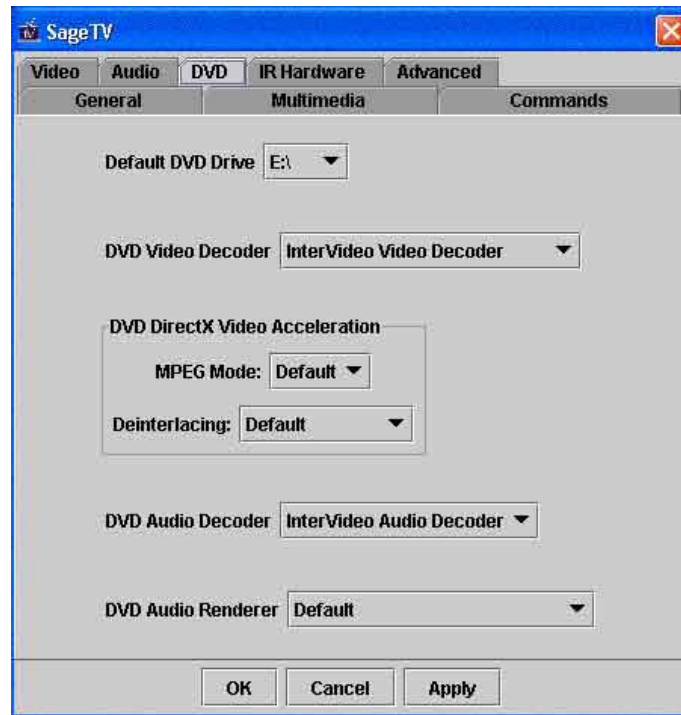 SageTV
Video Audio DVD IR Hardware Advanced
General Multimedia Commands
Default DVD Drive E:\
DVD Video Decoder InterVideo Video Decoder
DVD DirectX Video Acceleration
MPEG Mode: Default
Deinterlacing: Default
DVD Audio Decoder InterVideo Audio Decoder
DVD Audio Renderer Default
OK Cancel Apply